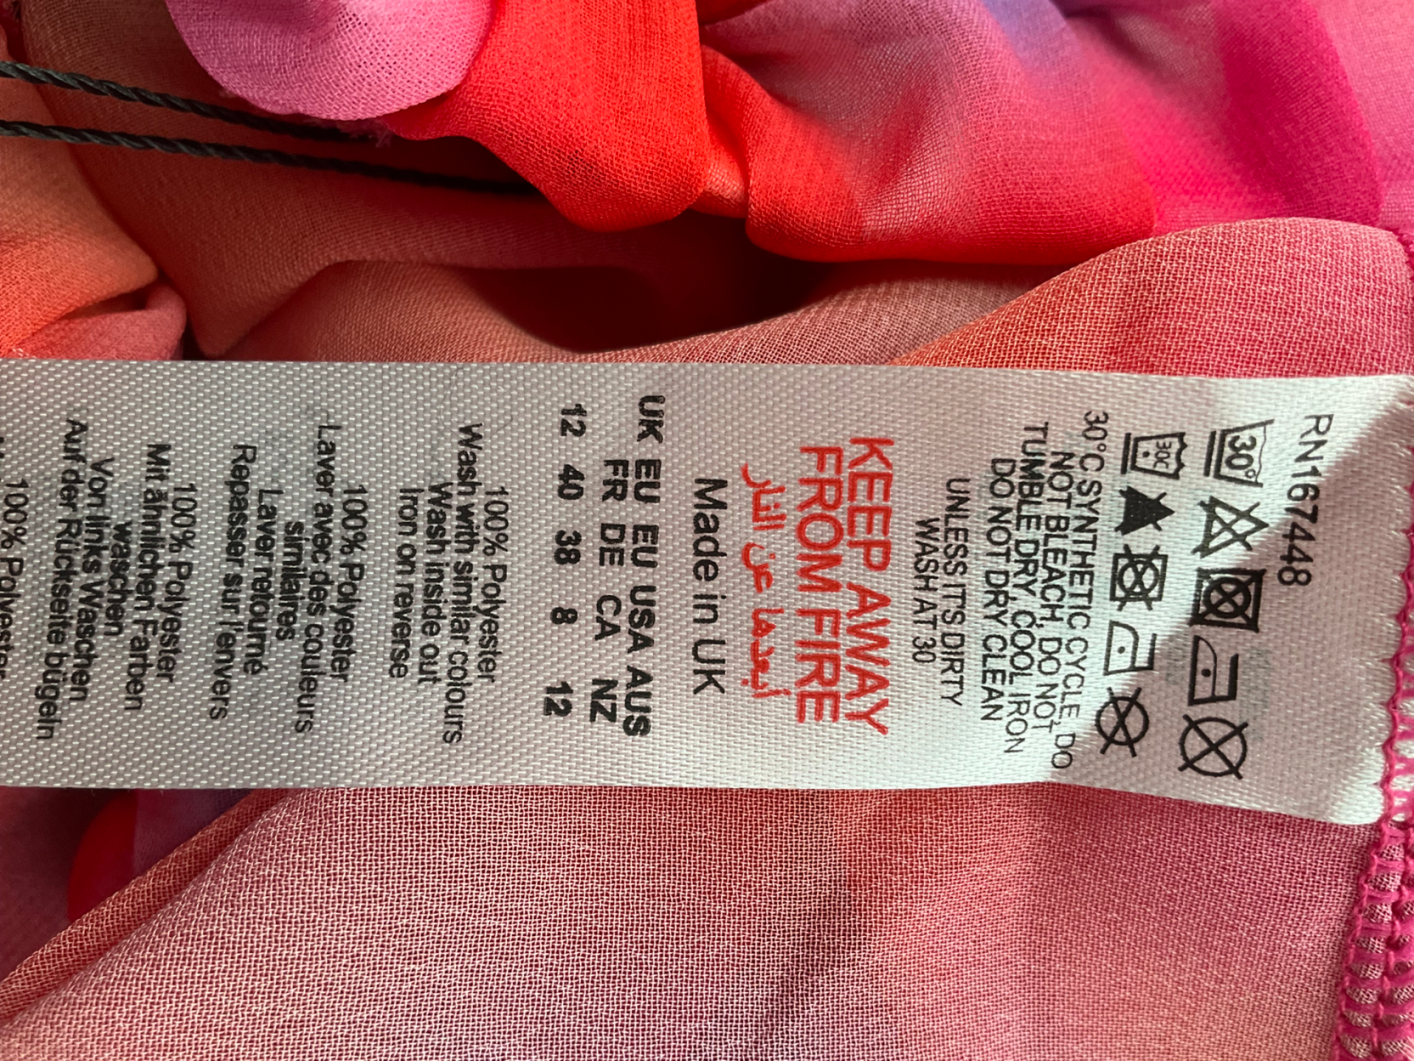 RN167448
30°
30C
30°C SYNTHETIC CYCLE, DO
NOT BLEACH, DO NOT
TUMBLE DRY, COOL IRON
DO NOT DRY CLEAN
UNLESS ITS DIRTY
WASH AT 30
KEEP AWAY
FROM FIRE
أبعدها عن النار
Made in UK
UK EU EU USA AUS
FR DE CA NZ
12 40 38 8 12
100% Polyester
Wash with similar colours
Wash inside out
Iron on reverse
100% Polyester
Laver avec des couleurs
similaires
Laver retourné
Repasser sur l'envers
100% Polyester
Mit ähnlichen Farben
waschen
Von links Waschen
Auf der Rückseite bügeln
100% Polyester